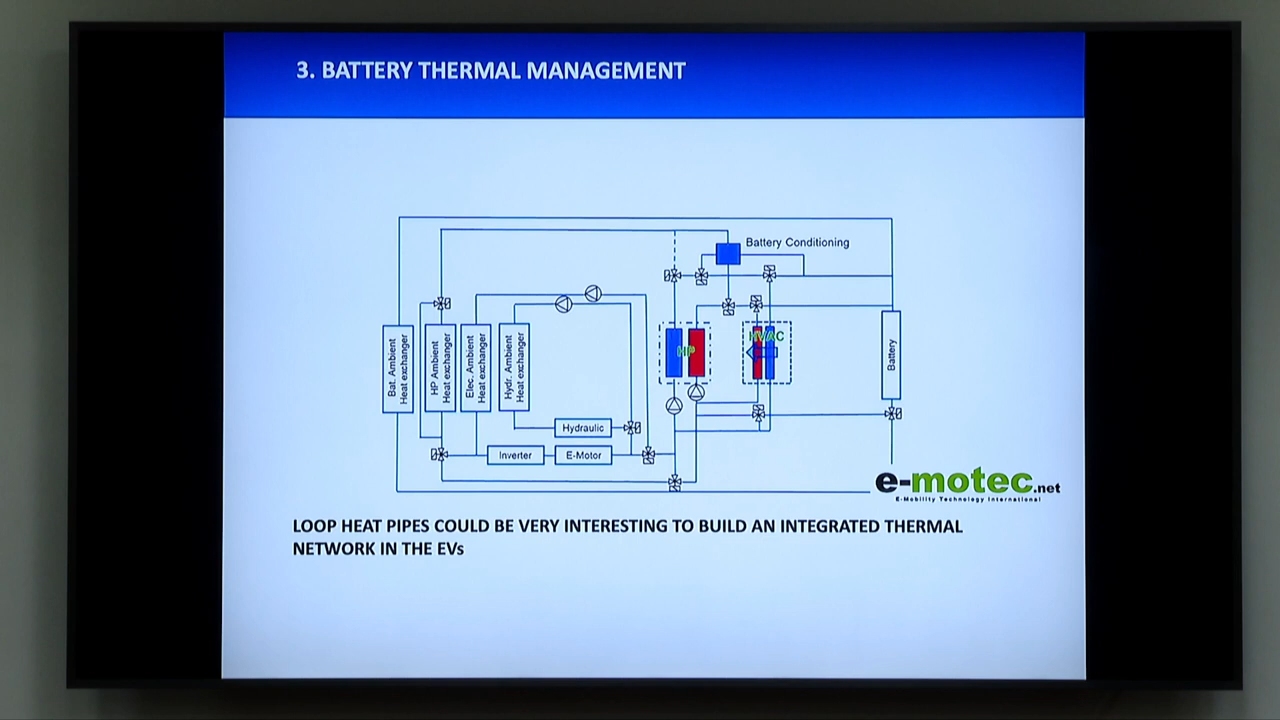 3. BATTERY THERMAL MANAGEMENT
Battery Conditioning
Bat. Ambient
Heat exchanger
HP Ambient
Heat exchanger
Elec. Ambient
Heat exchanger
Hydr. Ambient
Heat exchanger
HP
HVAC
Battery
Hydraulic
Inverter
E-Motor
e-motec.net
E-Mobility Technology International
LOOP HEAT PIPES COULD BE VERY INTERESTING TO BUILD AN INTEGRATED THERMAL
NETWORK IN THE EVs